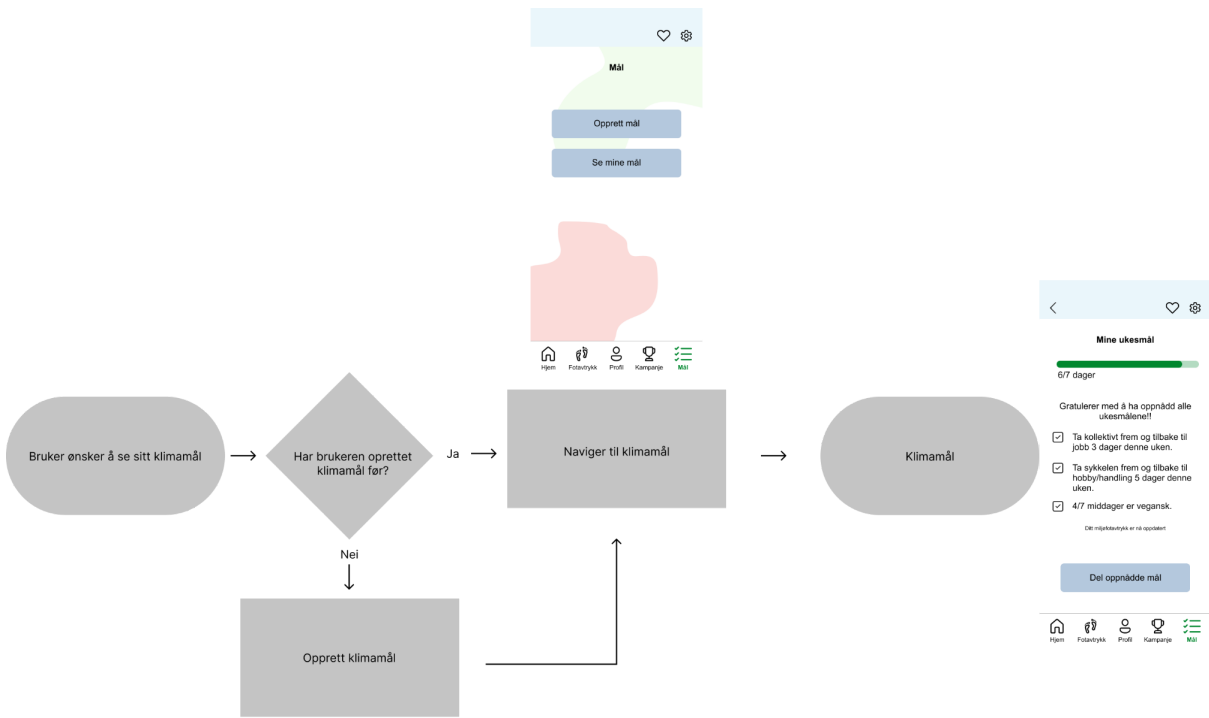 Mål
Opprett mål
Se mine mål
Hjem Fotavtrykk Profil Kampanje Mål
Bruker ønsker å se sitt klimamål
Har brukeren oprettet
klimamål før?
Ja
Naviger til klimamål
Klimamål
Nei
Opprett klimamål
Mine ukesmål
6/7 dager
Gratulerer med å ha oppnådd alle
ukesmålene!!
Ta kollektivt frem og tilbake til
jobb 3 dager denne uken.
Ta sykkelen frem og tilbake til
hobby/handling 5 dager denne
uken.
4/7 middager er vegansk.
Ditt miljøfotavtrykk er nå oppdatert
Del oppnådde mål
Hjem Fotavtrykk Profil Kampanje Mål